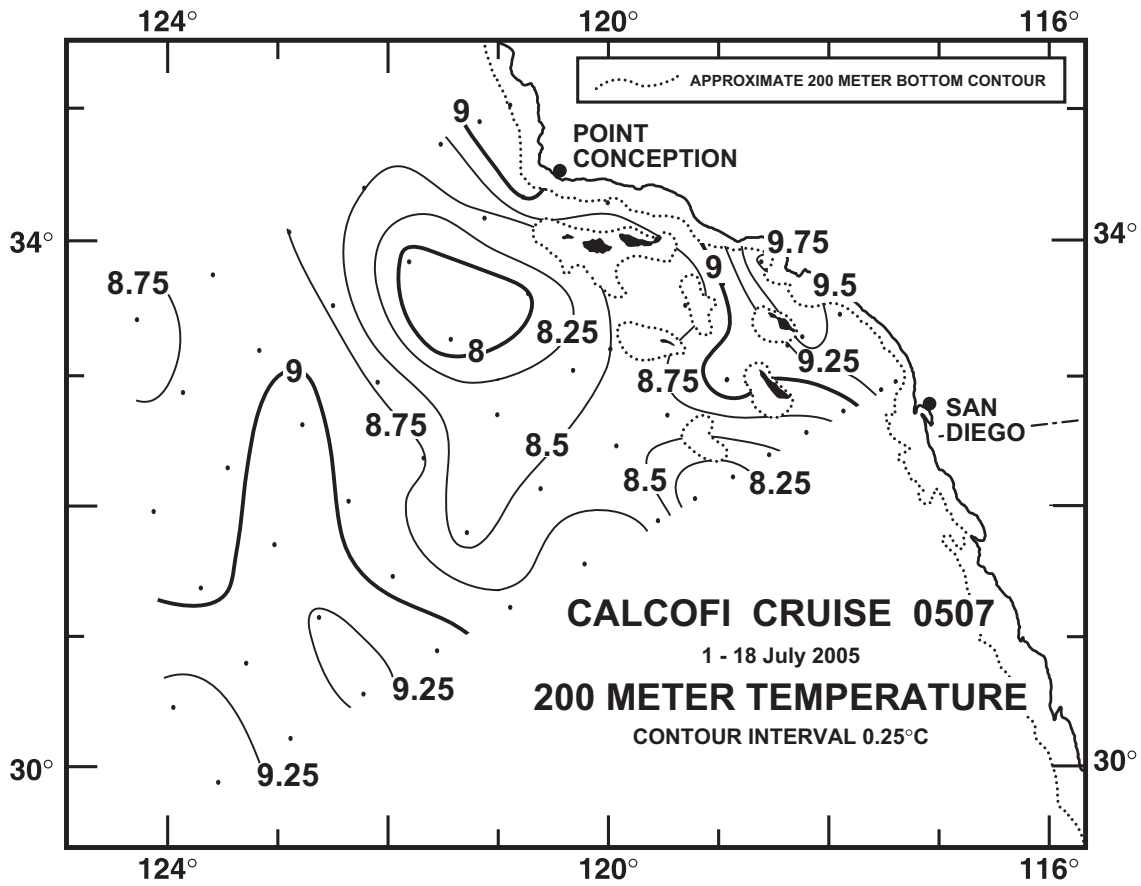 124° 120° 116°
APPROXIMATE 200 METER BOTTOM CONTOUR
9
POINT
CONCEPTION
34° 9.75 34°
9
8.75 9.5
8.25
8 9.25
9
8.75
8.75 SAN
DIEGO
8.5
8.5 8.25
CALCOFI CRUISE 0507
1 - 18 July 2005
9.25 200 METER TEMPERATURE
CONTOUR INTERVAL 0.25°C
30° 9.25 30°
124° 120° 116°